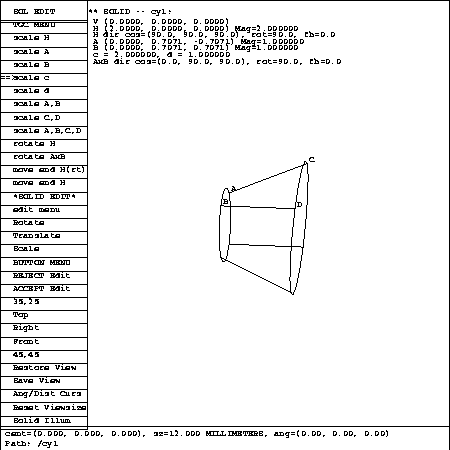 SOL EDIT
** SOLID -- cyl:
TGC MENU
V (0.0000, 0.0000, 0.0000)
H (2.0000, 0.0000, 0.0000) Mag=2.000000
H dir cos=(90.0, 90.0, 90.0), rot=90.0, fb=0.0
A (0.0000, 0.7071, -0.7071) Mag=1.000000
B (0.0000, 0.7071, 0.7071) Mag=1.000000
c = 2.000000, d = 1.000000
AxB dir cos=(0.0, 90.0, 90.0), rot=90.0, fb=0.0
scale H
scale A
scale B
==> scale c
scale d
scale A,B
scale C,D
scale A,B,C,D
rotate H
rotate AxB
move end H(rt)
move end H
*SOLID EDIT*
edit menu
Rotate
Translate
Scale
BUTTON MENU
REJECT Edit
ACCEPT Edit
35,25
Top
Right
Front
45,45
Restore View
Save View
Ang/Dist Curs
Reset Viewsize
Solid Illum
C
A
B
D
cent=(0.000, 0.000, 0.000), sz=12.000 MILLIMETERS, ang=(0.00, 0.00, 0.00)
Path: /cyl